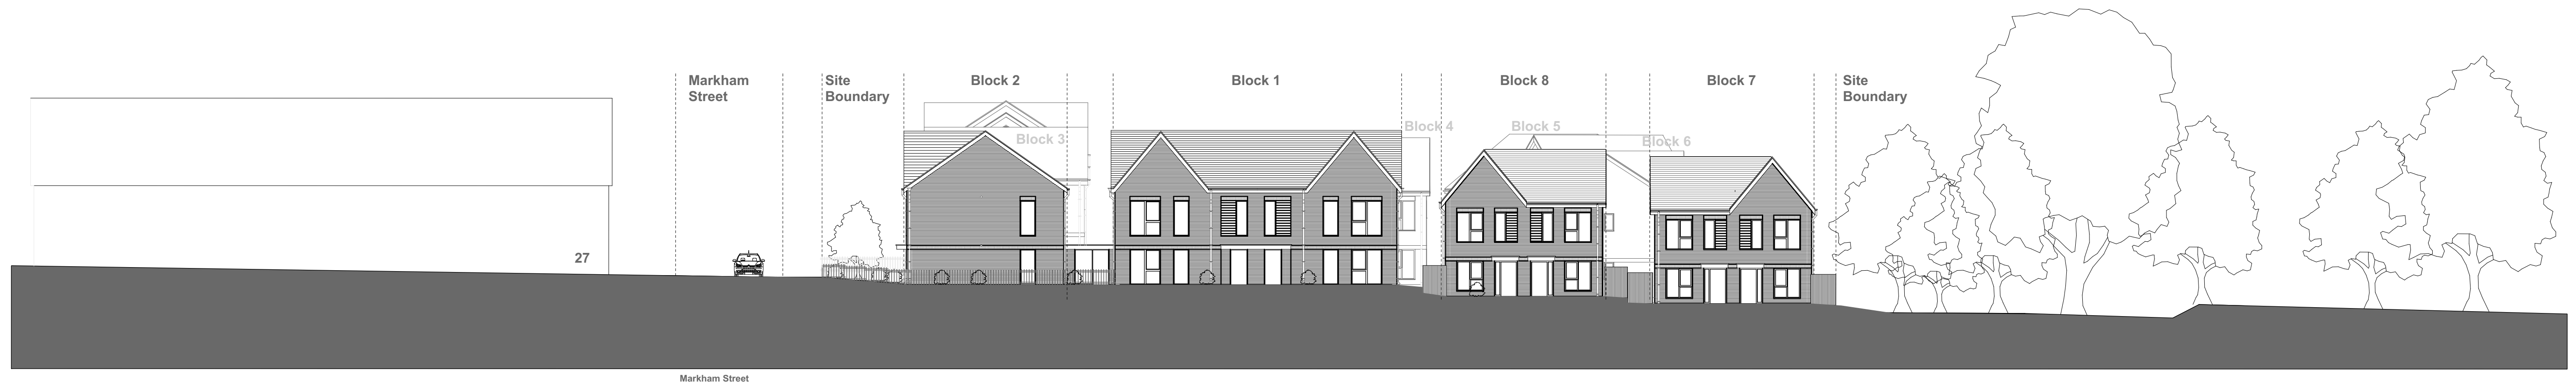 Markham
Street
Site
Boundary
Block 2
Block 1
Block 8
Block 7
Site
Boundary
Block 3
Block 4
Block 5
Block 6
27
Markham Street